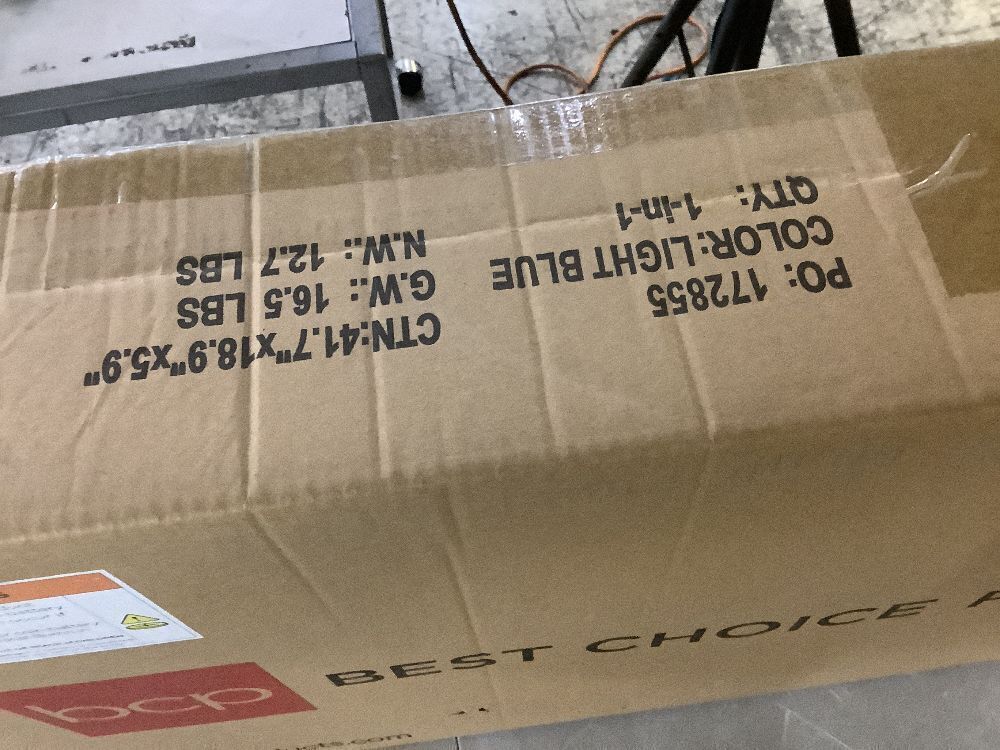 PO: 172855
COLOR:LIGHT BLUE
QTY: 1-in-1
CTN:41.7"x18.9"x5.9"
G.W.: 16.5 LBS
N.W.: 12.7 LBS
bcp
BEST CHOICE
.com